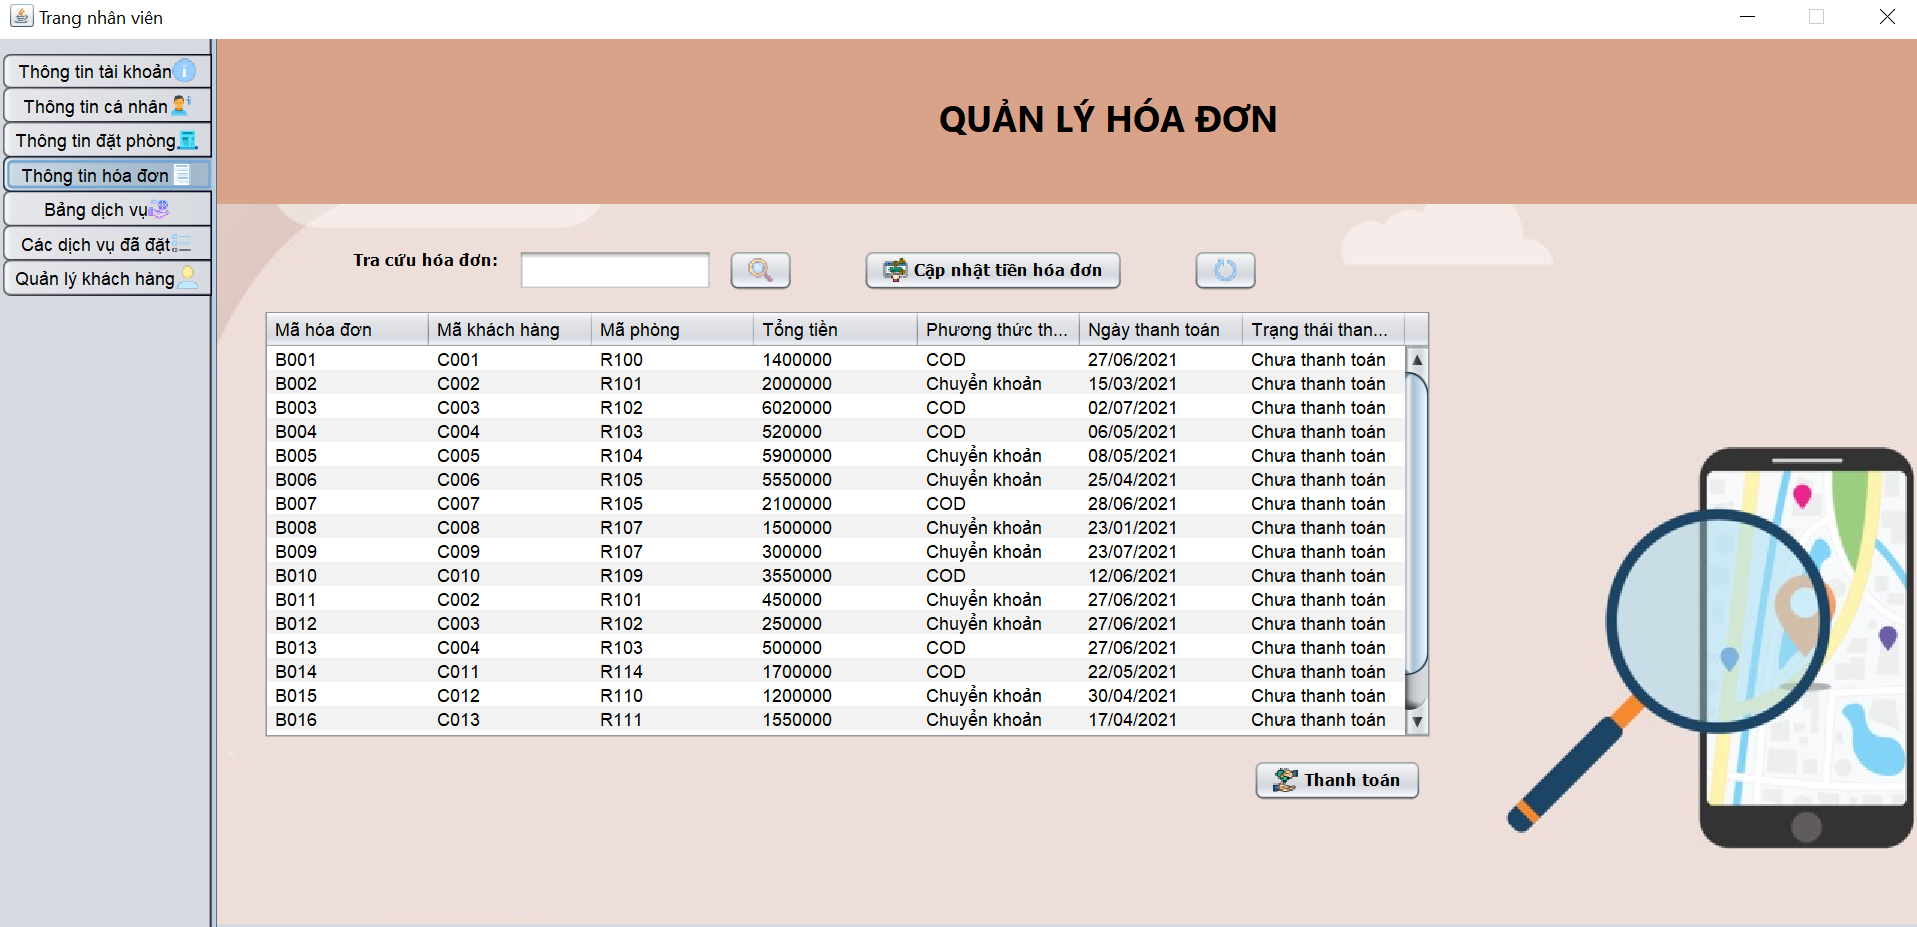 Trang nhân viên
Thông tin tài khoản
Thông tin cá nhân
Thông tin đặt phòng
Thông tin hóa đơn
Bảng dịch vụ
Các dịch vụ đã đặt
Quản lý khách hàng
QUẢN LÝ HÓA ĐƠN
Tra cứu hóa đơn:
Cập nhật tiền hóa đơn
Mã hóa đơn Mã khách hàng Mã phòng Tổng tiền Phương thức th... Ngày thanh toán Trạng thái than...
B001 C001 R100 1400000 COD 27/06/2021 Chưa thanh toán
B002 C002 R101 2000000 Chuyển khoản 15/03/2021 Chưa thanh toán
B003 C003 R102 6020000 COD 02/07/2021 Chưa thanh toán
B004 C004 R103 520000 COD 06/05/2021 Chưa thanh toán
B005 C005 R104 5900000 Chuyển khoản 08/05/2021 Chưa thanh toán
B006 C006 R105 5550000 Chuyển khoản 25/04/2021 Chưa thanh toán
B007 C007 R105 2100000 COD 28/06/2021 Chưa thanh toán
B008 C008 R107 1500000 Chuyển khoản 23/01/2021 Chưa thanh toán
B009 C009 R107 300000 Chuyển khoản 23/07/2021 Chưa thanh toán
B010 C010 R109 3550000 COD 12/06/2021 Chưa thanh toán
B011 C002 R101 450000 Chuyển khoản 27/06/2021 Chưa thanh toán
B012 C003 R102 250000 Chuyển khoản 27/06/2021 Chưa thanh toán
B013 C004 R103 500000 COD 27/06/2021 Chưa thanh toán
B014 C011 R114 1700000 COD 22/05/2021 Chưa thanh toán
B015 C012 R110 1200000 Chuyển khoản 30/04/2021 Chưa thanh toán
B016 C013 R111 1550000 Chuyển khoản 17/04/2021 Chưa thanh toán
Thanh toán